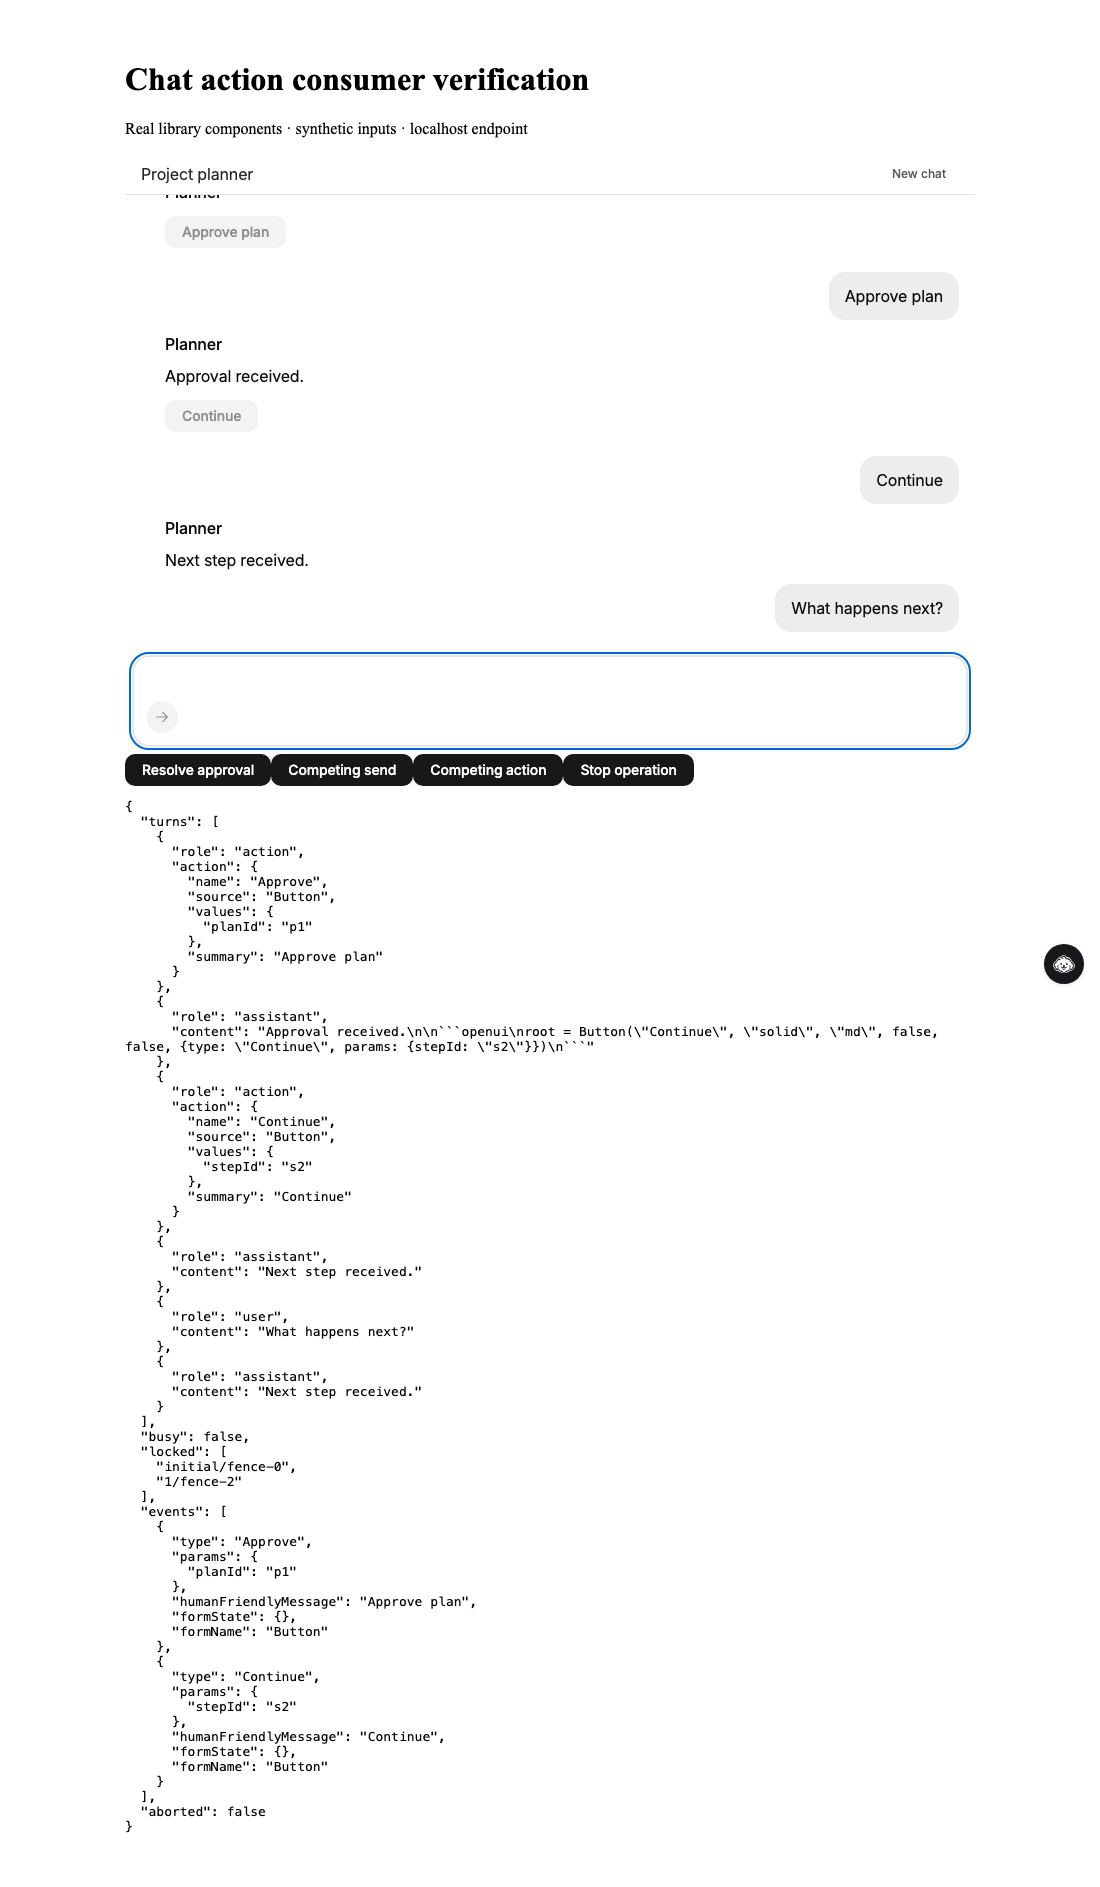 Chat action consumer verification
Real library components · synthetic inputs · localhost endpoint
Project planner
New chat
Planner
Approve plan
Approve plan
Planner
Approval received.
Continue
Continue
Planner
Next step received.
What happens next?
Resolve approval
Competing send
Competing action
Stop operation
{
  "turns": [
    {
      "role": "action",
      "action": {
        "name": "Approve",
        "source": "Button",
        "values": {
          "planId": "p1"
        },
        "summary": "Approve plan"
      }
    },
    {
      "role": "assistant",
      "content": "Approval received.\n\n```openui\nroot = Button(\"Continue\", \"solid\", \"md\", false,
false, {type: \"Continue\", params: {stepId: \"s2\"}})\n```"
    },
    {
      "role": "action",
      "action": {
        "name": "Continue",
        "source": "Button",
        "values": {
          "stepId": "s2"
        },
        "summary": "Continue"
      }
    },
    {
      "role": "assistant",
      "content": "Next step received."
    },
    {
      "role": "user",
      "content": "What happens next?"
    },
    {
      "role": "assistant",
      "content": "Next step received."
    }
  ],
  "busy": false,
  "locked": [
    "initial/fence-0",
    "1/fence-2"
  ],
  "events": [
    {
      "type": "Approve",
      "params": {
        "planId": "p1"
      },
      "humanFriendlyMessage": "Approve plan",
      "formState": {},
      "formName": "Button"
    },
    {
      "type": "Continue",
      "params": {
        "stepId": "s2"
      },
      "humanFriendlyMessage": "Continue",
      "formState": {},
      "formName": "Button"
    }
  ],
  "aborted": false
}